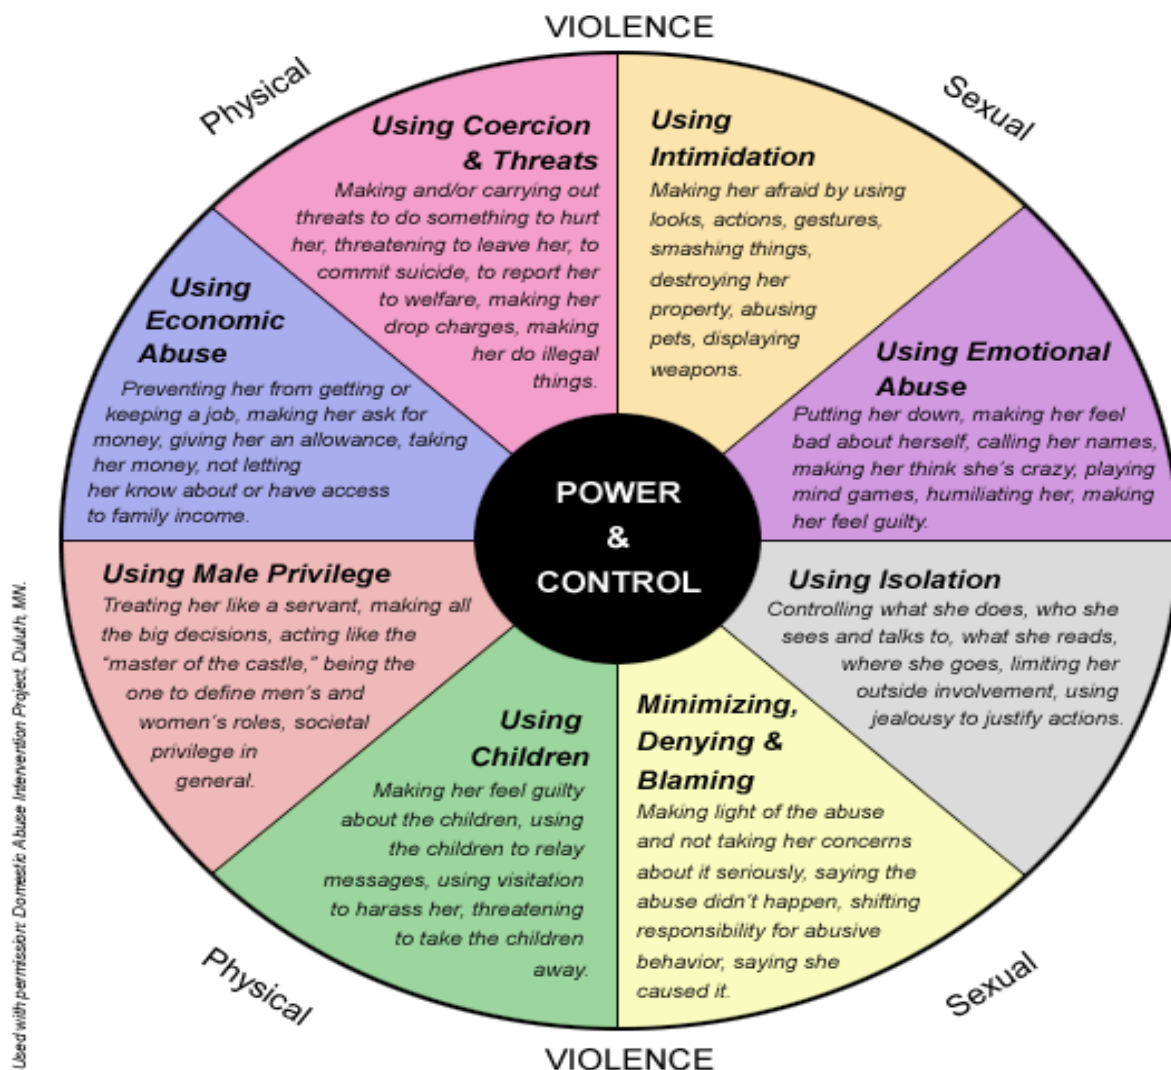 VIOLENCE
Physical
Sexual
Using Coercion
& Threats
Making and/or carrying out
threats to do something to hurt
her, threatening to leave her, to
commit suicide, to report her
to welfare, making her
drop charges, making
her do illegal
things.
Using
Intimidation
Making her afraid by using
looks, actions, gestures,
smashing things,
destroying her
property, abusing
pets, displaying
weapons.
Using Emotional
Abuse
Putting her down, making her feel
bad about herself, calling her names,
making her think she's crazy, playing
mind games, humiliating her, making
her feel guilty.
Using Isolation
Controlling what she does, who she
sees and talks to, what she reads,
where she goes, limiting her
outside involvement, using
jealousy to justify actions.
Minimizing,
Denying &
Blaming
Making light of the abuse
and not taking her concerns
about it seriously, saying the
abuse didn't happen, shifting
responsibility for abusive
behavior, saying she
caused it.
Using
Children
Making her feel guilty
about the children, using
the children to relay
messages, using visitation
to harass her, threatening
to take the children
away.
Using Male Privilege
Treating her like a servant, making all
the big decisions, acting like the
"master of the castle," being the
one to define men's and
women's roles, societal
privilege in
general.
Using
Economic
Abuse
Preventing her from getting or
keeping a job, making her ask for
money, giving her an allowance, taking
her money, not letting
her know about or have access
to family income.
POWER
&
CONTROL
Physical
Sexual
VIOLENCE
Used with permission: Domestic Abuse Intervention Project, Duluth, MN.